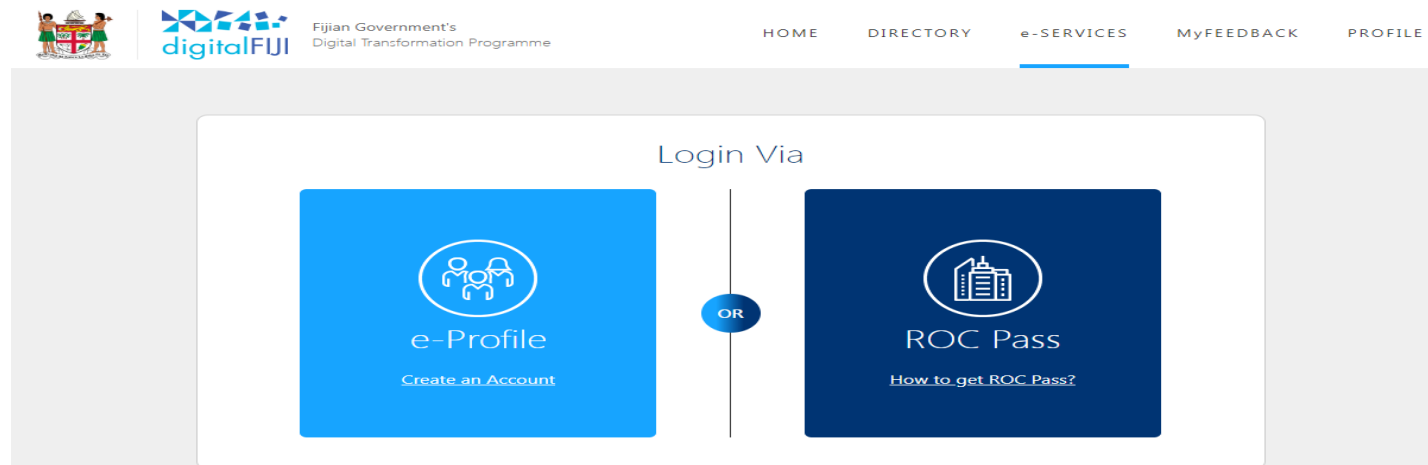 digitalFIJI
Fijian Government's
Digital Transformation Programme
HOME DIRECTORY e-SERVICES MyFEEDBACK PROFILE
Login Via
e-Profile
Create an Account
OR
ROC Pass
How to get ROC Pass?